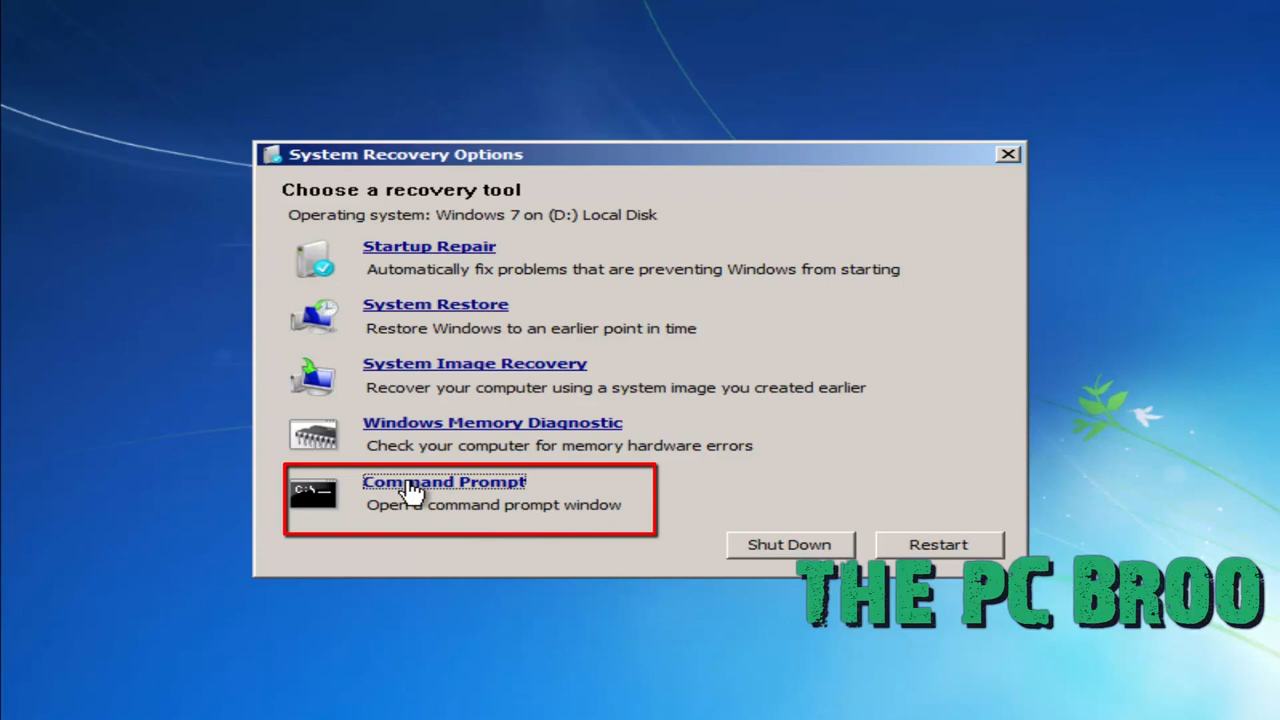 System Recovery Options
Choose a recovery tool
Operating system: Windows 7 on (D:) Local Disk
Startup Repair
Automatically fix problems that are preventing Windows from starting
System Restore
Restore Windows to an earlier point in time
System Image Recovery
Recover your computer using a system image you created earlier
Windows Memory Diagnostic
Check your computer for memory hardware errors
C:\
Command Prompt
Open a command prompt window
Shut Down Restart
THE PC BROO